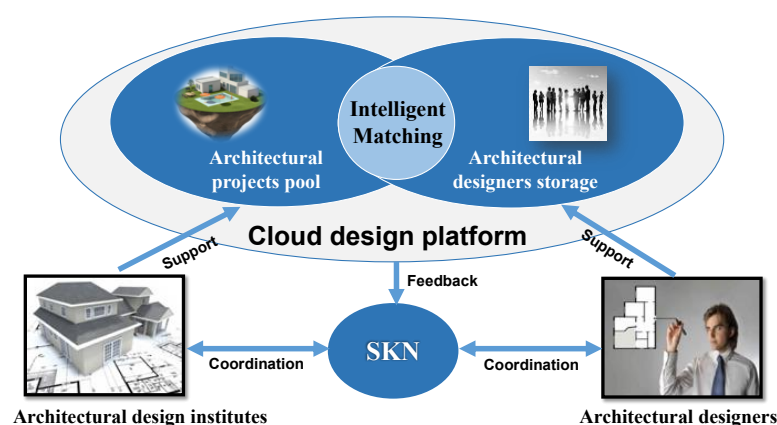 Intelligent
Matching
Architectural
projects pool
Architectural
designers storage
Cloud design platform
Support
Support
Feedback
SKN
Coordination
Coordination
Architectural design institutes
Architectural designers